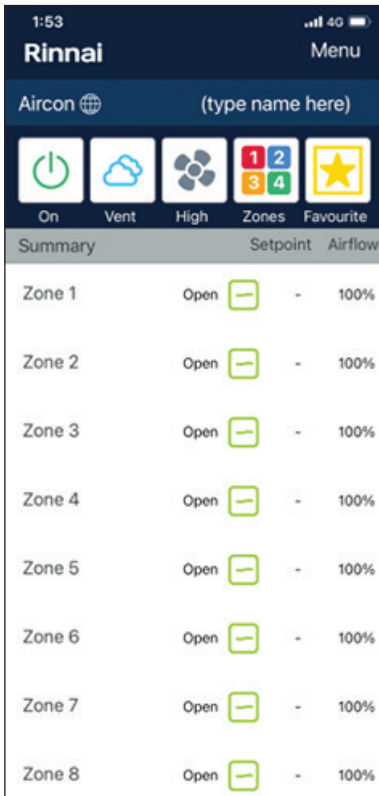 1:53 4G
Rinnai Menu
Aircon (type name here)
1 2
3 4
On Vent High Zones Favourite
Summary Setpoint Airflow
Zone 1 Open - 100%
Zone 2 Open - 100%
Zone 3 Open - 100%
Zone 4 Open - 100%
Zone 5 Open - 100%
Zone 6 Open - 100%
Zone 7 Open - 100%
Zone 8 Open - 100%